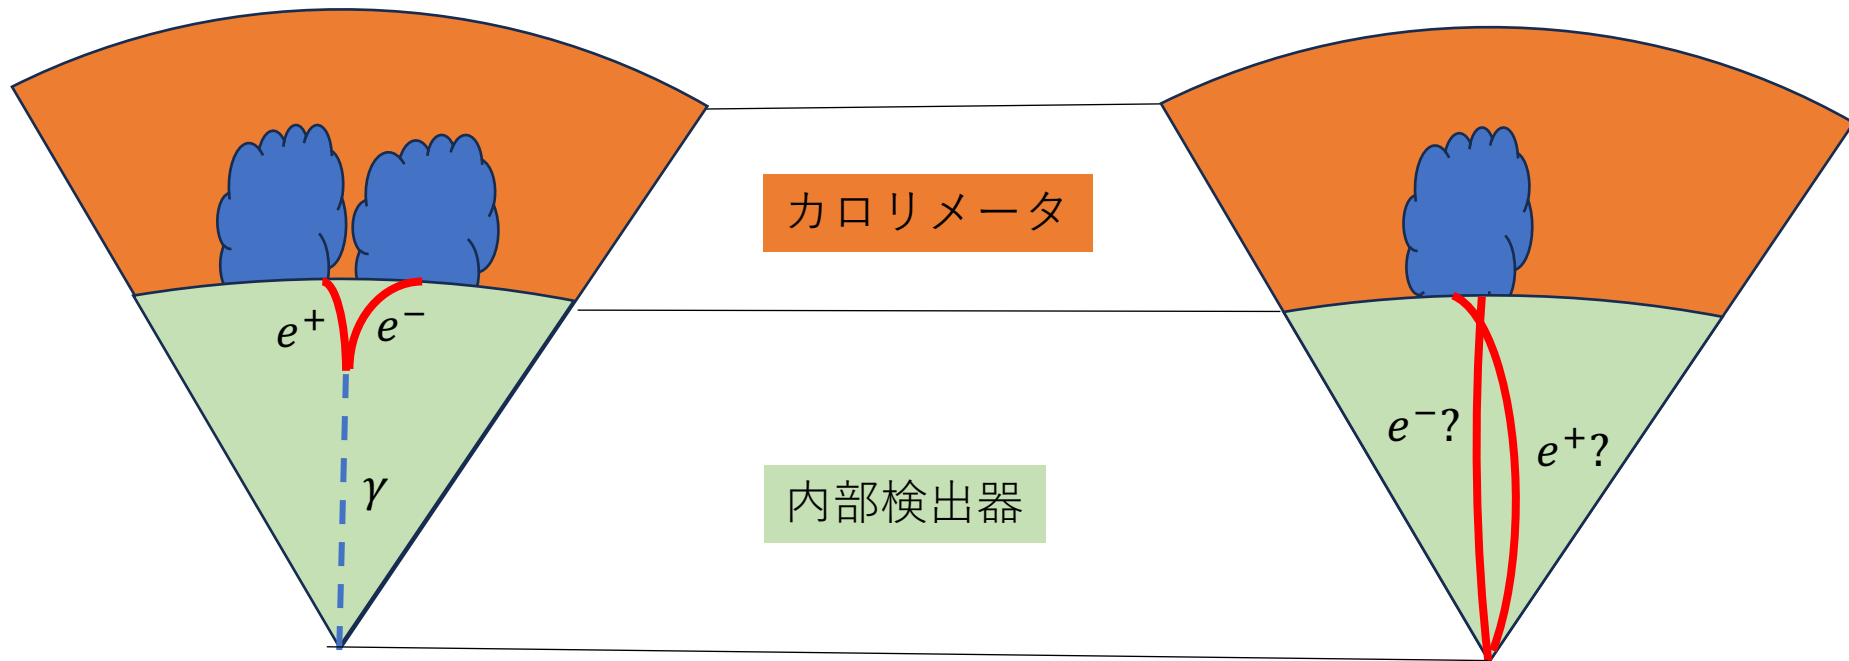 カロリメータ
e⁺ e⁻
e⁻? e⁺?
γ
内部検出器